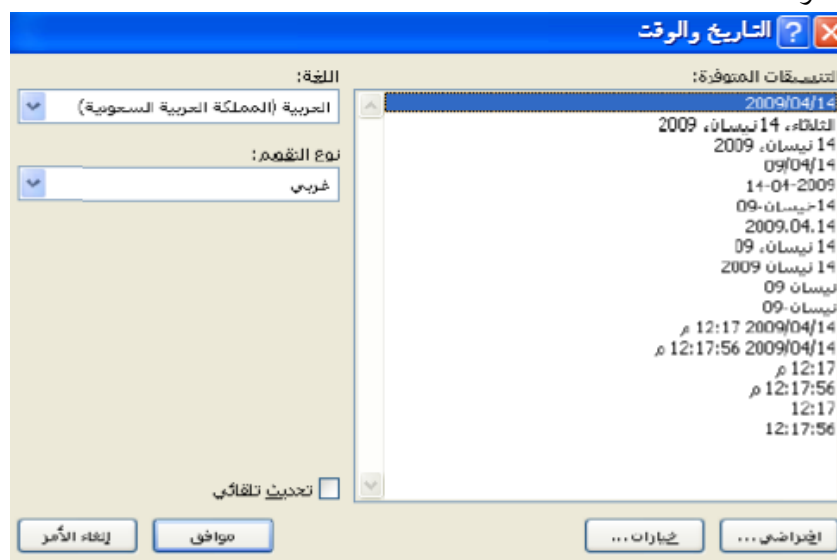 التاريخ والوقت
لتنسيقات المتوفرة:
2009/04/14
الثلاثاء، 14 نيسان، 2009
14 نيسان، 2009
09/04/14
14-04-2009
14-نيسان-09
2009.04.14
14 نيسان، 09
14 نيسان 2009
نيسان 09
نيسان-09
2009/04/14 12:17 م
2009/04/14 12:17:56 م
12:17 م
12:17:56 م
12:17
12:17:56
اللغة:
العربية (المملكة العربية السعودية)
نوع التقويم:
غربي
تحديث تلقائي
افتراضي...
خيارات...
موافق
إلغاء الأمر